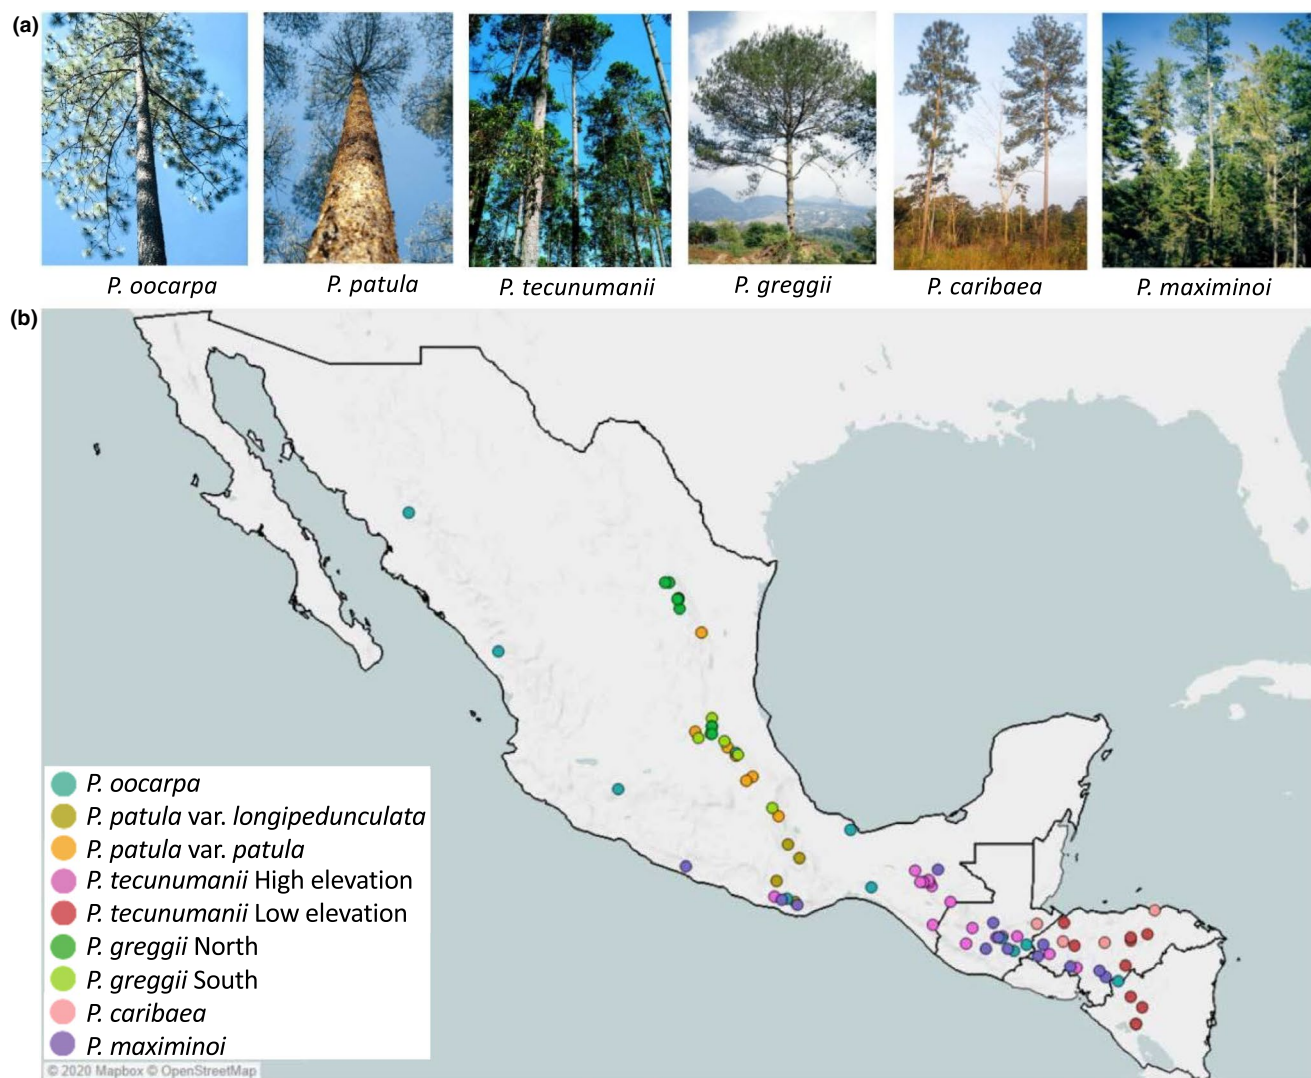 (a)
P. oocarpa
P. patula
P. tecunumanii
P. greggii
P. caribaea
P. maximinoi
(b)
P. oocarpa
P. patula var. longipedunculata
P. patula var. patula
P. tecunumanii High elevation
P. tecunumanii Low elevation
P. greggii North
P. greggii South
P. caribaea
P. maximinoi
© 2020 Mapbox © OpenStreetMap